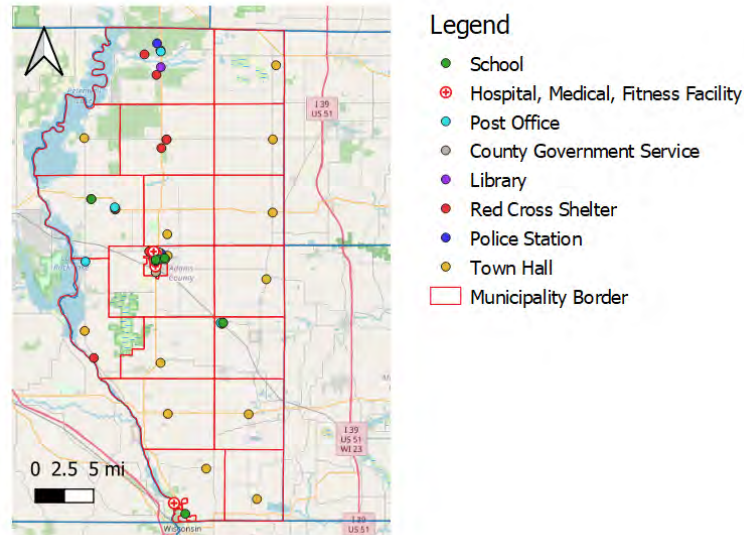 Legend
School
Hospital, Medical, Fitness Facility
Post Office
County Government Service
Library
Red Cross Shelter
Police Station
Town Hall
Municipality Border
I 39
US 51
Adams
County
I 39
US 51
WI 23
0 2.5 5 mi
Wisconsin
I 39
US 51